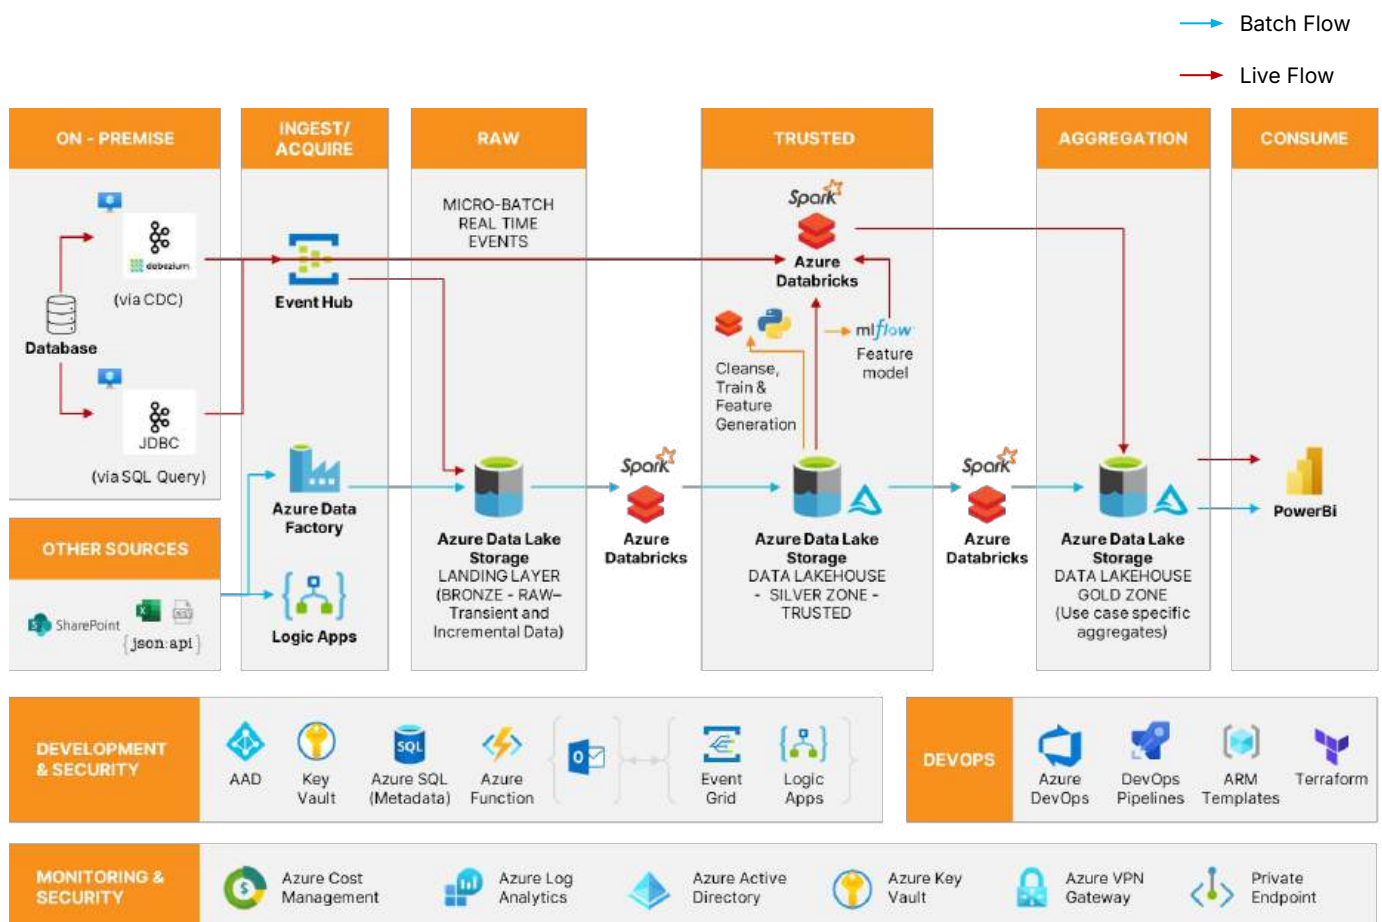 Batch Flow
Live Flow
ON - PREMISE
INGEST/
ACQUIRE
RAW
TRUSTED
AGGREGATION
CONSUME
debezium
(via CDC)
Database
JDBC
(via SQL Query)
OTHER SOURCES
SharePoint
{json:api}
Event Hub
Azure Data
Factory
Logic Apps
MICRO-BATCH
REAL TIME
EVENTS
Azure Data Lake
Storage
LANDING LAYER
(BRONZE - RAW–
Transient and
Incremental Data)
Spark
Azure
Databricks
Spark
Azure
Databricks
mlflow
Feature
model
Cleanse,
Train &
Feature
Generation
Azure Data Lake
Storage
DATA LAKEHOUSE
- SILVER ZONE -
TRUSTED
Spark
Azure
Databricks
Azure Data Lake
Storage
DATA LAKEHOUSE
GOLD ZONE
(Use case specific
aggregates)
PowerBi
DEVELOPMENT
& SECURITY
AAD
Key
Vault
SQL
Azure SQL
(Metadata)
Azure
Function
Event
Grid
Logic
Apps
DEVOPS
Azure
DevOps
DevOps
Pipelines
ARM
Templates
Terraform
MONITORING &
SECURITY
Azure Cost
Management
Azure Log
Analytics
Azure Active
Directory
Azure Key
Vault
Azure VPN
Gateway
Private
Endpoint